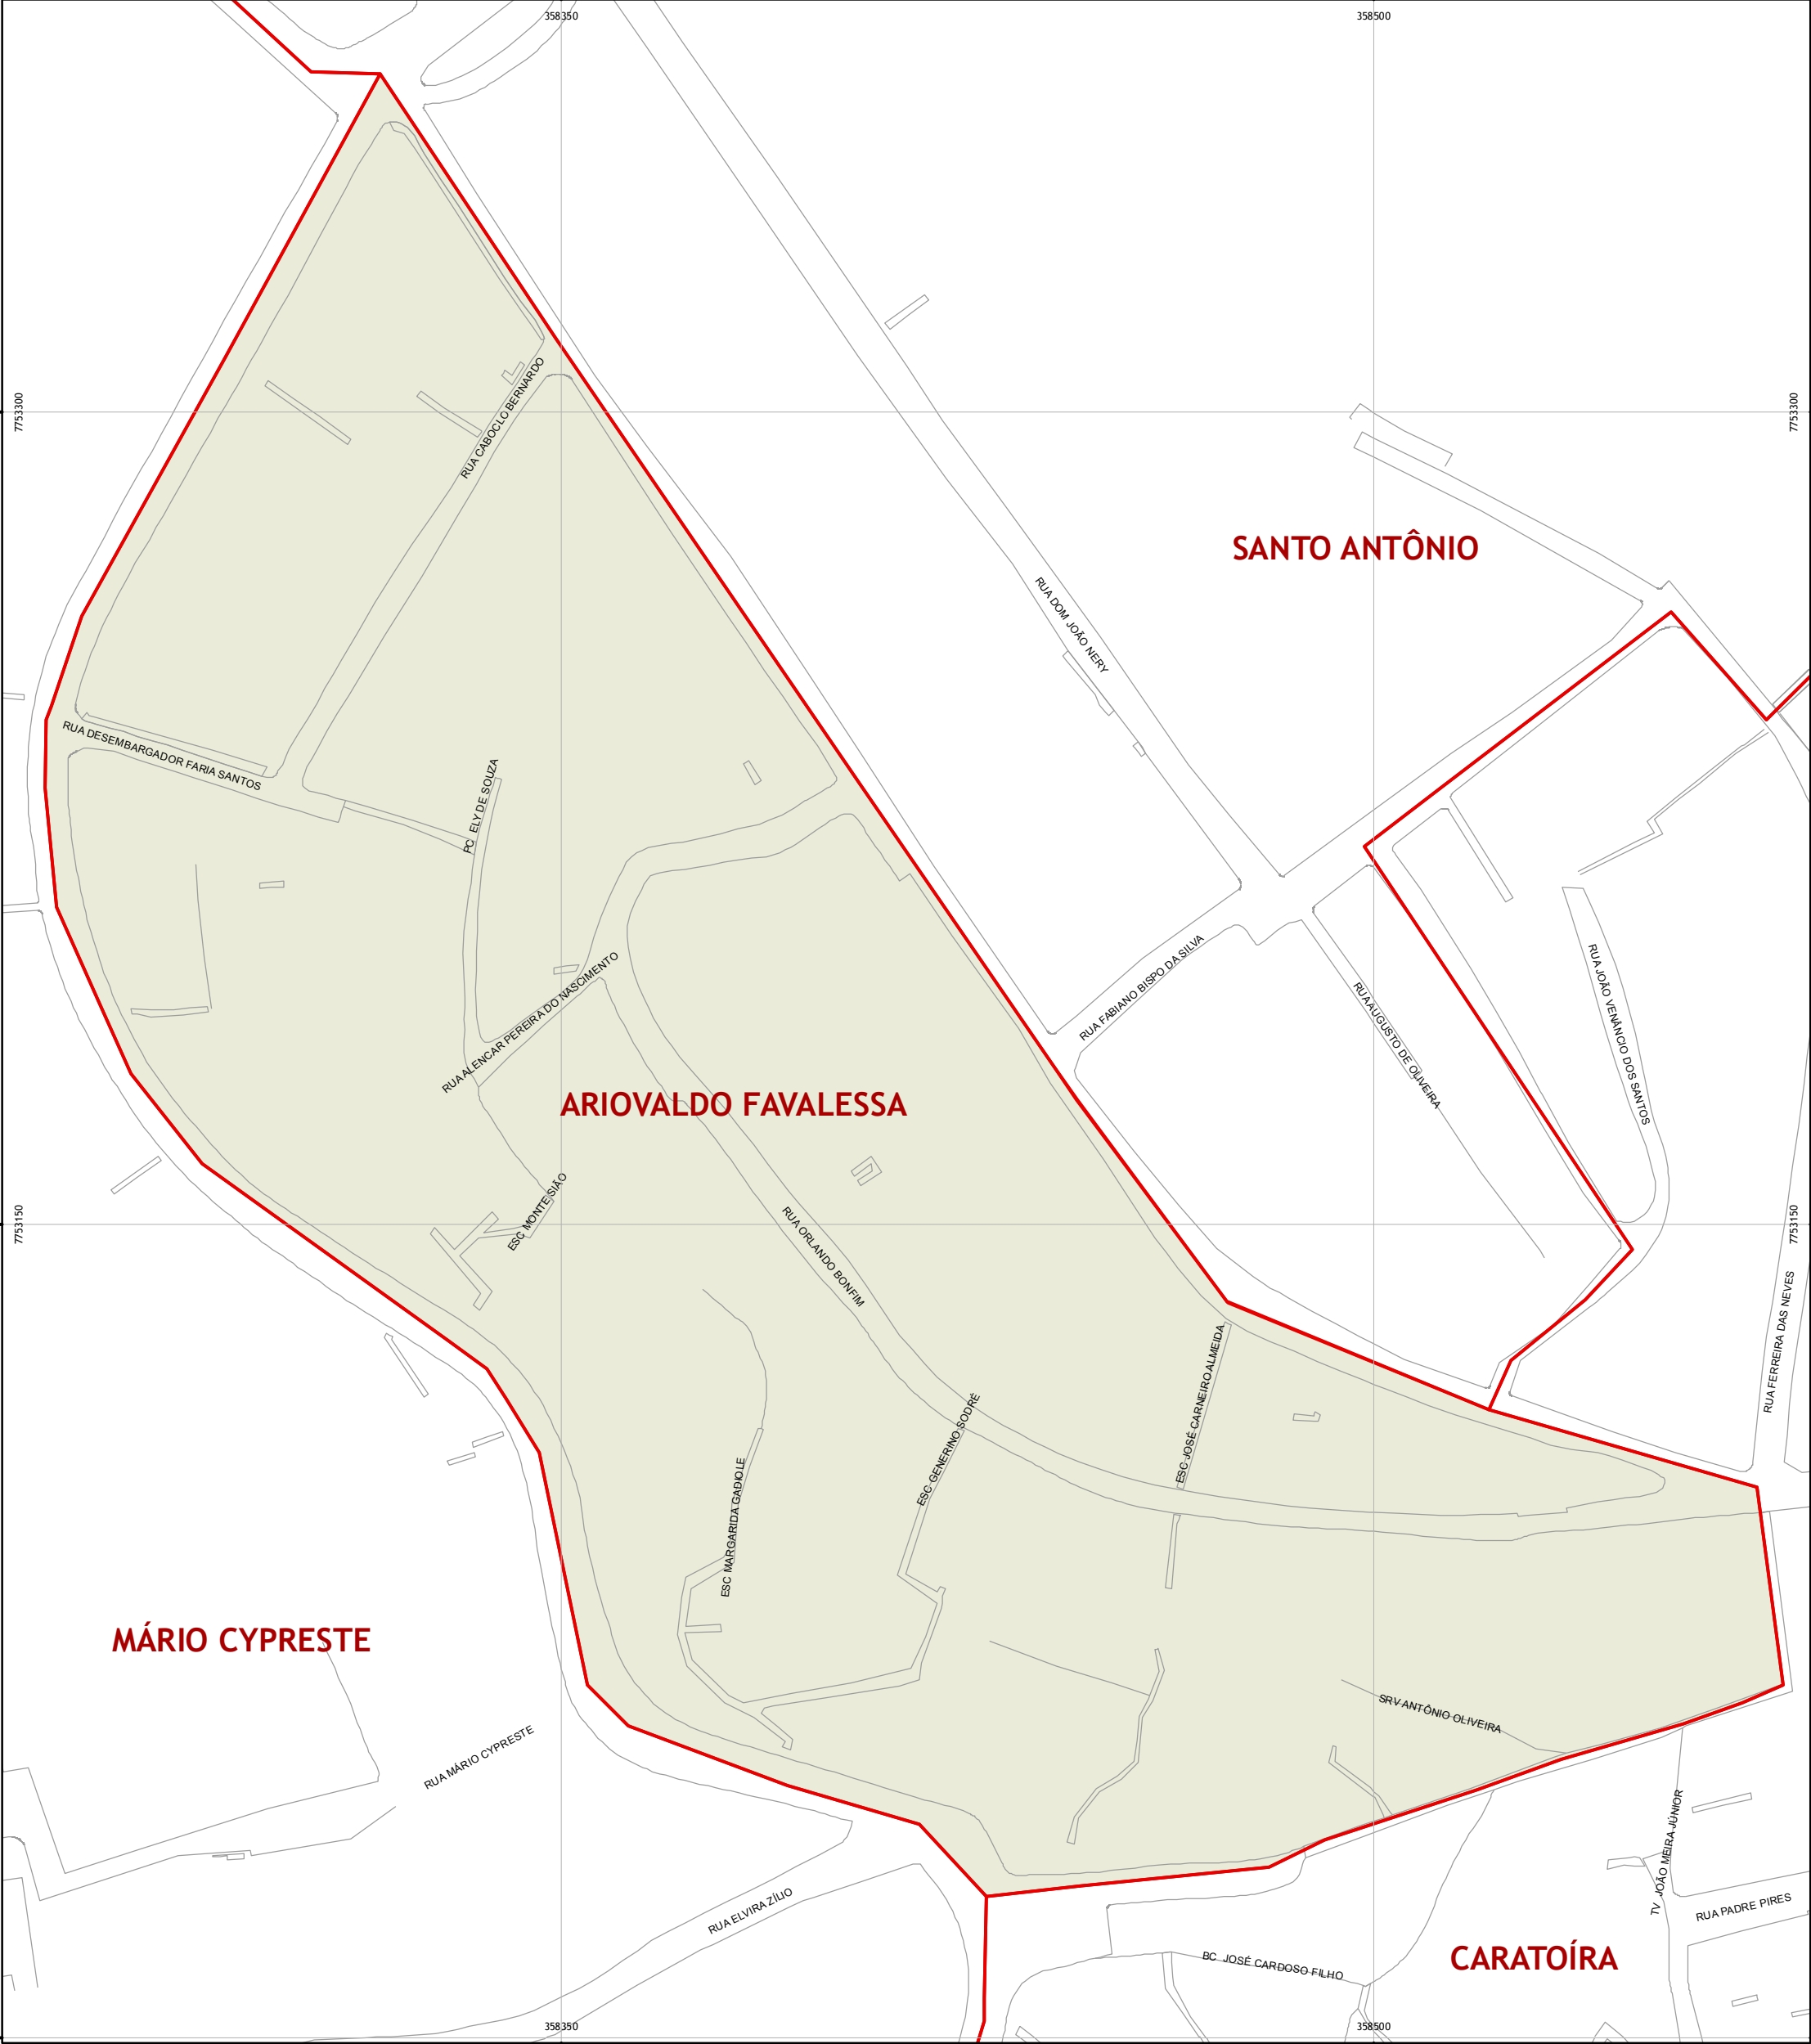 358350
358500
7753300
7753300
RUA CABOCLO BERNARDO
SANTO ANTÔNIO
RUA DOM JOÃO NERY
RUA DESEMBARGADOR FARIA SANTOS
PC ELY DE SOUZA
RUA FABIANO BISPO DA SILVA
RUA ALENCAR PEREIRA DO NASCIMENTO
RUA AUGUSTO DE OLIVEIRA
RUA JOÃO VENÂNCIO DOS SANTOS
ARIOVALDO FAVALESSA
ESC MONTE SIÃO
7753150
7753150
RUA ORLANDO BONFIM
RUA FERREIRA DAS NEVES
ESC JOSÉ CARNEIRO ALMEIDA
ESC GENERINO SODRÉ
ESC MARGARIDA GADIOLE
MÁRIO CYPRESTE
RUA MÁRIO CYPRESTE
SRV ANTÔNIO OLIVEIRA
TV JOÃO MEIRA JÚNIOR
RUA ELVIRA ZÍLIO
RUA PADRE PIRES
CARATOÍRA
BC JOSÉ CARDOSO FILHO
358350
358500